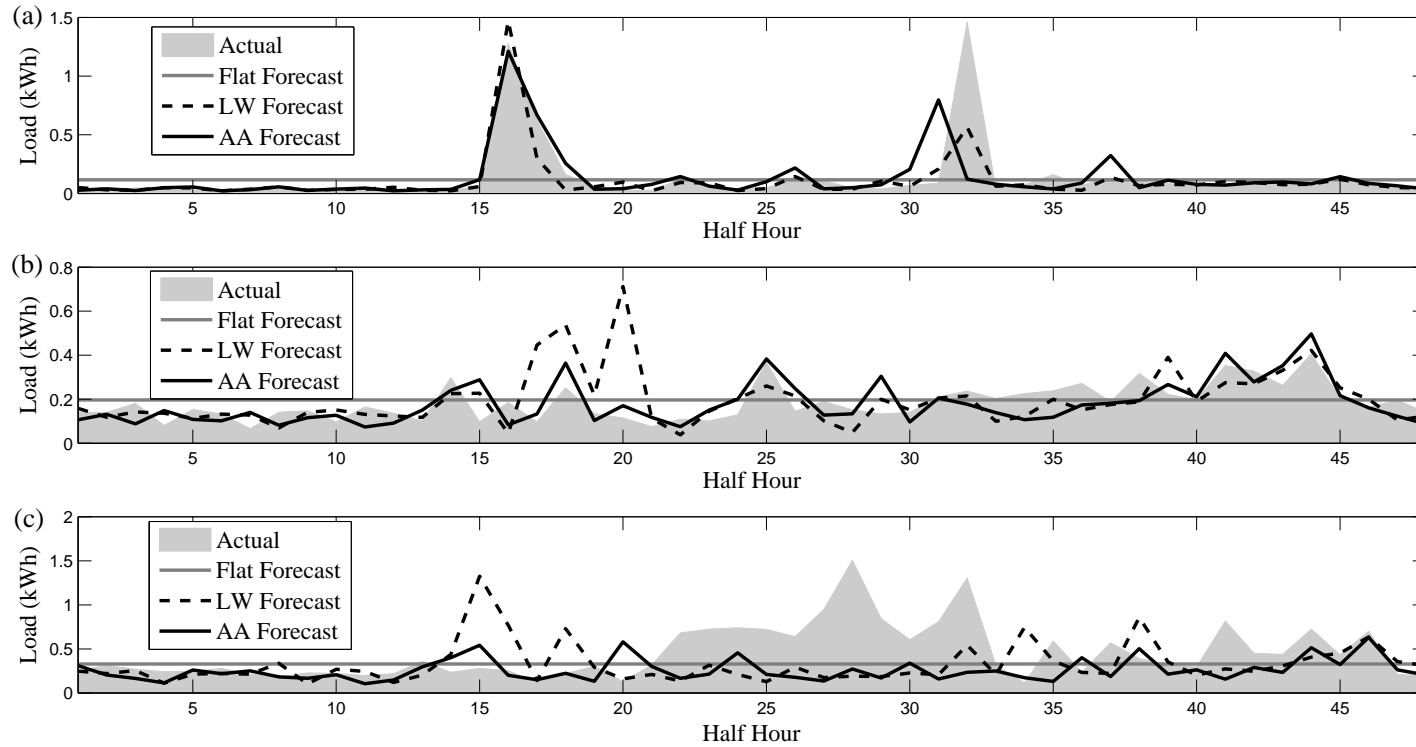 (a)
1.5
1
0.5
0
Load (kWh)
Actual
Flat Forecast
LW Forecast
AA Forecast
5 10 15 20 25 30 35 40 45
Half Hour
(b)
0.8
0.6
0.4
0.2
0
Load (kWh)
Actual
Flat Forecast
LW Forecast
AA Forecast
5 10 15 20 25 30 35 40 45
Half Hour
(c)
2
1.5
1
0.5
0
Load (kWh)
Actual
Flat Forecast
LW Forecast
AA Forecast
5 10 15 20 25 30 35 40 45
Half Hour